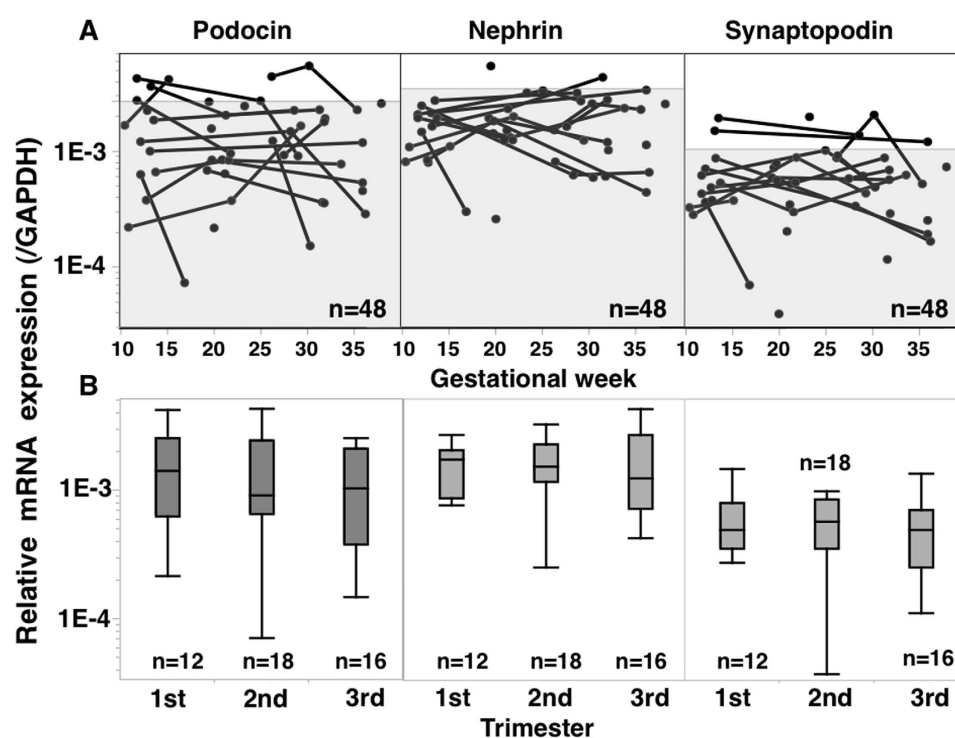 A
Podocin Nephrin Synaptopodin
Relative mRNA expression (/GAPDH)
1E-3
1E-4
n=48 n=48 n=48
10 15 20 25 30 35 10 15 20 25 30 35 10 15 20 25 30 35
Gestational week
B
n=18
1E-3
1E-4
n=12 n=18 n=16 n=12 n=18 n=16 n=12 n=16
1st 2nd 3rd 1st 2nd 3rd 1st 2nd 3rd
Trimester